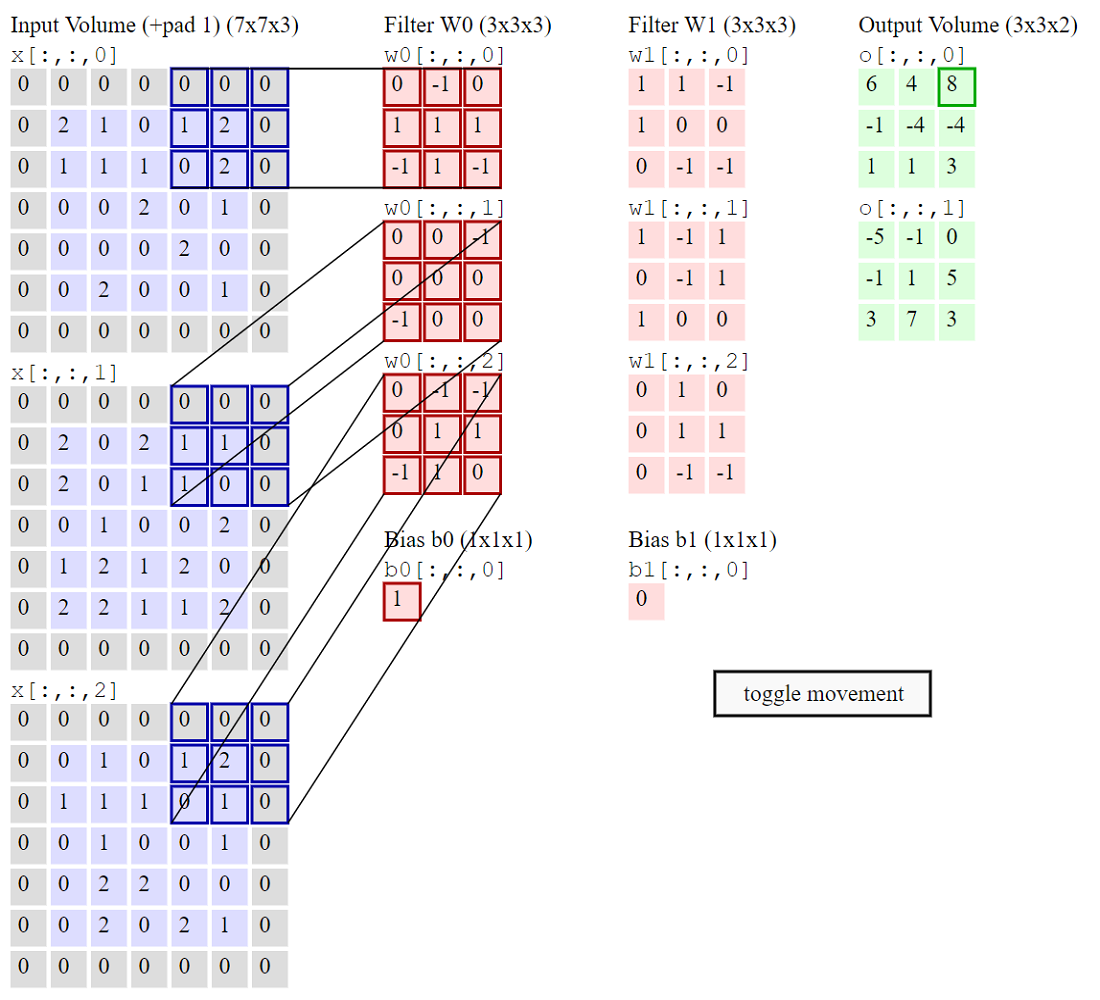 Input Volume (+pad 1) (7x7x3) Filter W0 (3x3x3) Filter W1 (3x3x3) Output Volume (3x3x2)
x[:,:,0] w0[:,:,0] w1[:,:,0] o[:,:,0]
0 0 0 0 0 0 0 0 -1 0 1 1 -1 6 4 8
0 2 1 0 1 2 0 1 1 1 1 0 0 -1 -4 -4
0 1 1 1 0 2 0 -1 1 -1 0 -1 -1 1 1 3
0 0 0 2 0 1 0 w0[:,:,1] w1[:,:,1] o[:,:,1]
0 0 0 0 2 0 0 0 0 -1 1 -1 1 -5 -1 0
0 0 2 0 0 1 0 0 0 0 0 -1 1 -1 1 5
0 0 0 0 0 0 0 -1 0 0 1 0 0 3 7 3
x[:,:,1] w0[:,:,2] w1[:,:,2]
0 0 0 0 0 0 0 0 -1 -1 0 1 0
0 2 0 2 1 1 0 0 1 1 0 1 1
0 2 0 1 1 0 0 -1 1 0 0 -1 -1
0 0 1 0 0 2 0 Bias b0 (1x1x1) Bias b1 (1x1x1)
0 1 2 1 2 0 0 b0[:,:,0] b1[:,:,0]
0 2 2 1 1 2 0 1 0
0 0 0 0 0 0 0
x[:,:,2] toggle movement
0 0 0 0 0 0 0
0 0 1 0 1 2 0
0 1 1 1 0 1 0
0 0 1 0 0 1 0
0 0 2 2 0 0 0
0 0 2 0 2 1 0
0 0 0 0 0 0 0